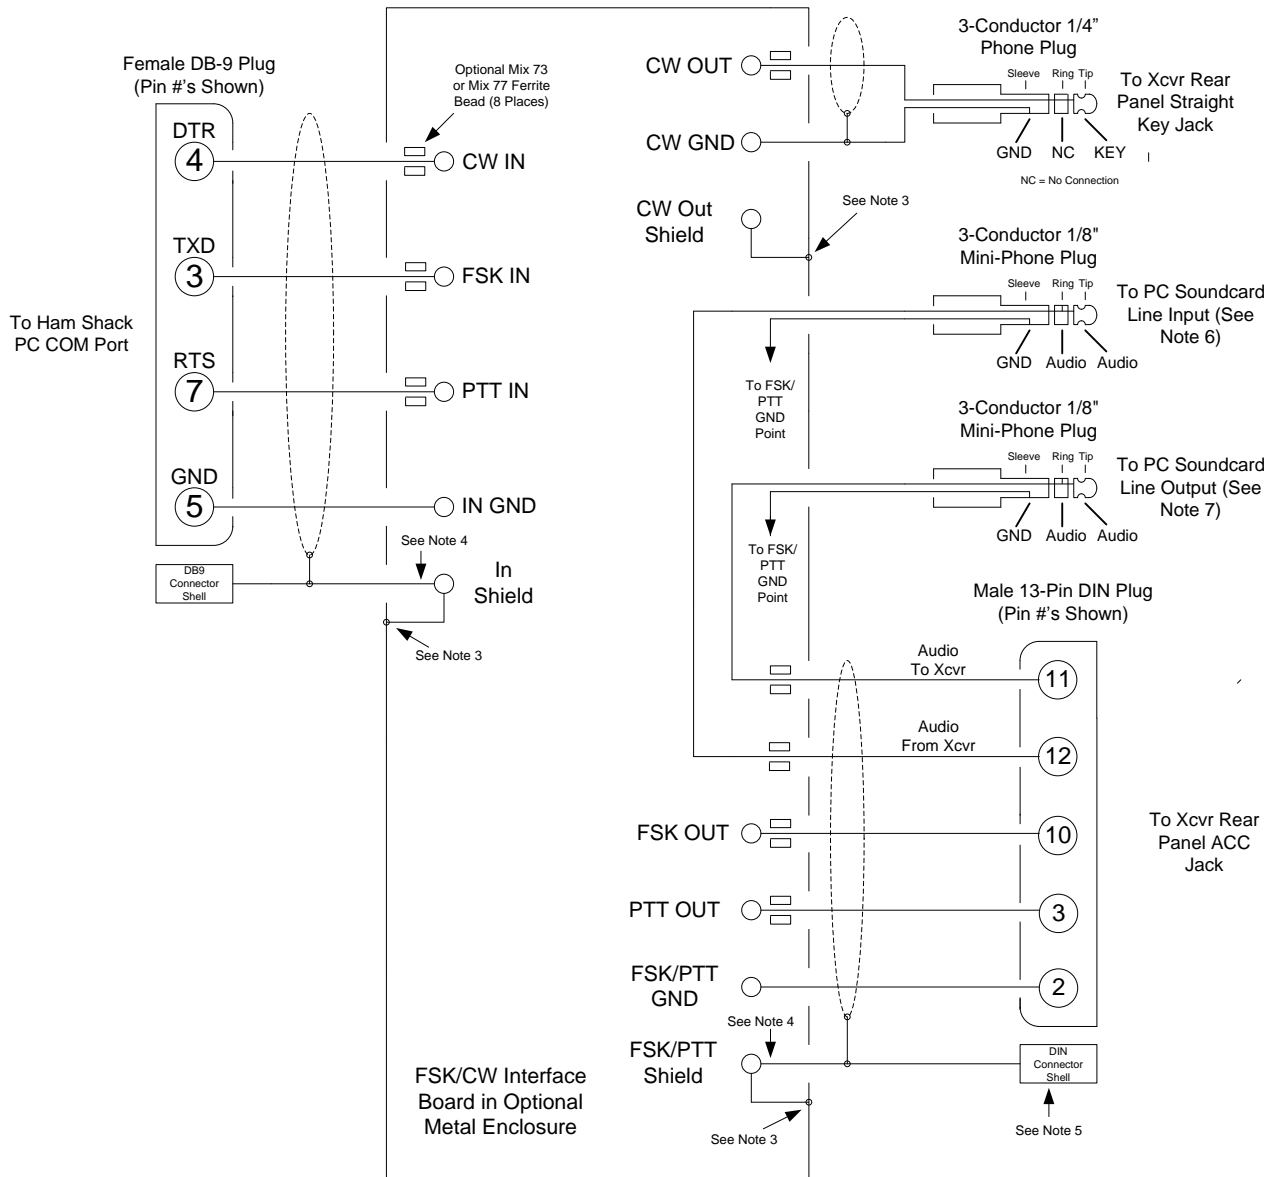 Female DB-9 Plug
(Pin #'s Shown)
DTR
4
TXD
3
To Ham Shack
PC COM Port
RTS
7
GND
5
DB9
Connector
Shell
Optional Mix 73
or Mix 77 Ferrite
Bead (8 Places)
CW IN
FSK IN
PTT IN
IN GND
See Note 4
In
Shield
See Note 3
CW OUT
CW GND
CW Out
Shield
See Note 3
3-Conductor 1/4”
Phone Plug
Sleeve Ring Tip
To Xcvr Rear
Panel Straight
Key Jack
GND NC KEY
NC = No Connection
3-Conductor 1/8"
Mini-Phone Plug
Sleeve Ring Tip
To PC Soundcard
Line Input (See
Note 6)
GND Audio Audio
To FSK/
PTT
GND
Point
3-Conductor 1/8"
Mini-Phone Plug
Sleeve Ring Tip
To PC Soundcard
Line Output (See
Note 7)
GND Audio Audio
To FSK/
PTT
GND
Point
Male 13-Pin DIN Plug
(Pin #'s Shown)
Audio
To Xcvr
11
Audio
From Xcvr
12
FSK OUT
10
PTT OUT
3
FSK/PTT
GND
2
To Xcvr Rear
Panel ACC
Jack
See Note 4
FSK/PTT
Shield
DIN
Connector
Shell
See Note 3
See Note 5
FSK/CW Interface
Board in Optional
Metal Enclosure